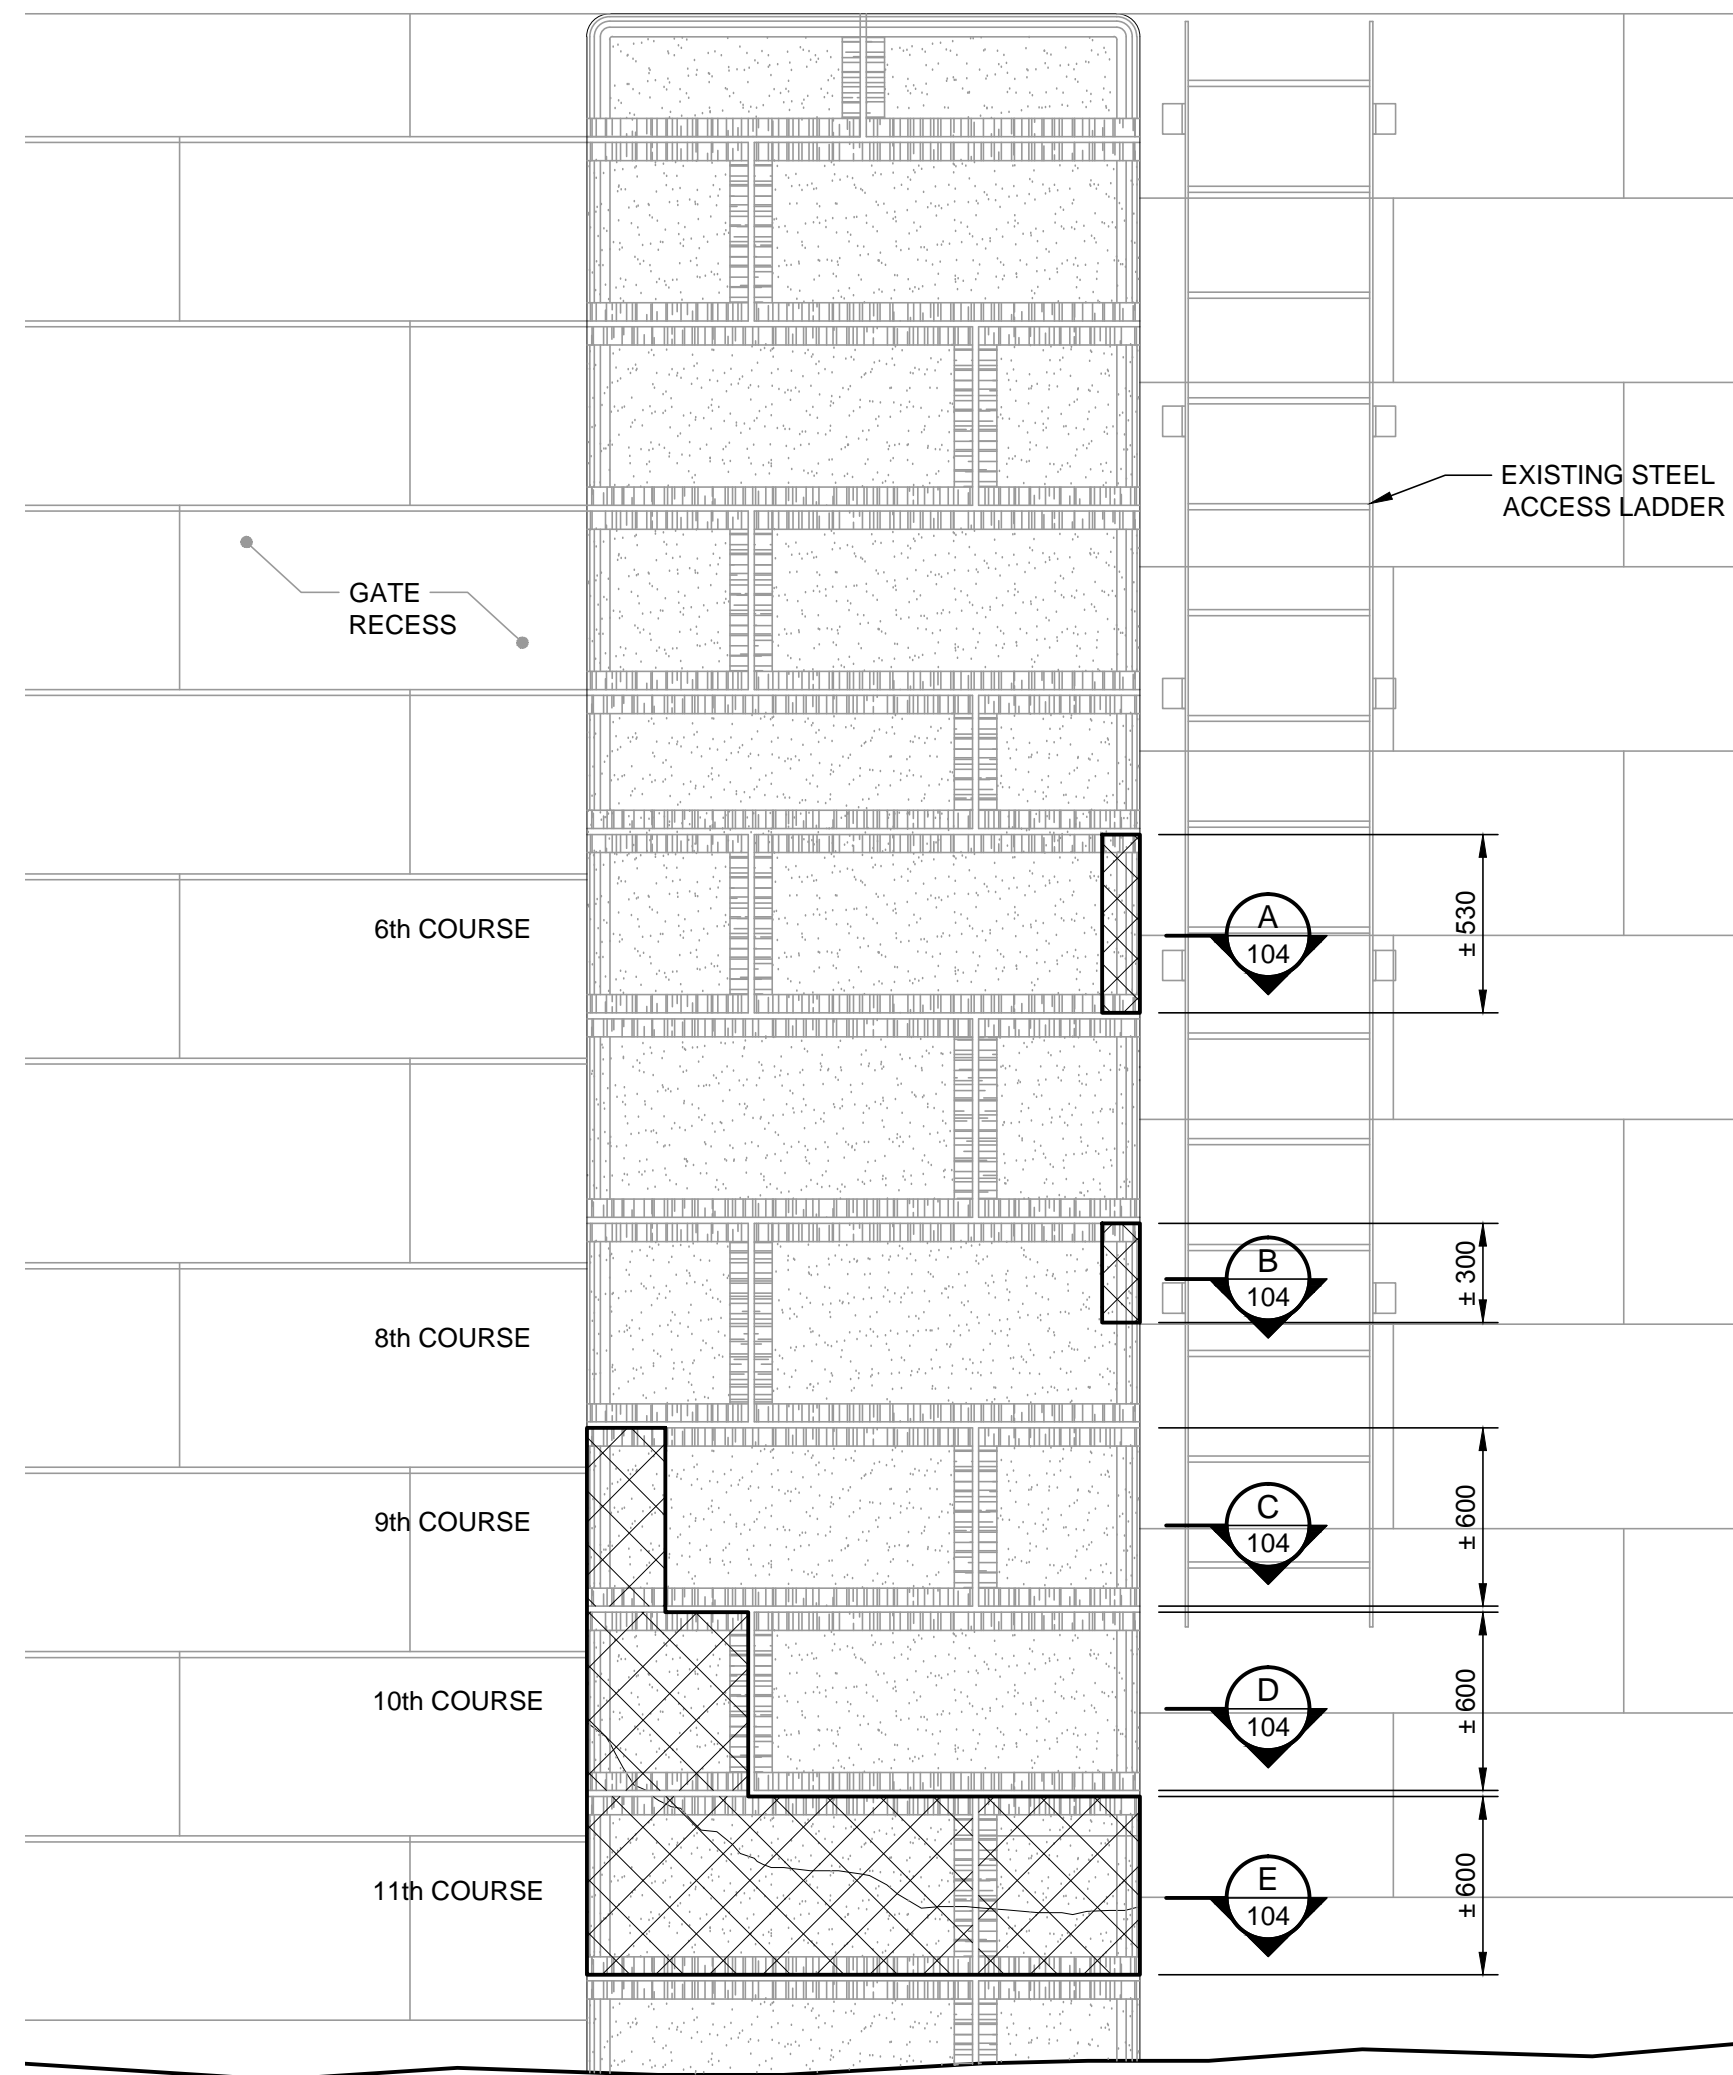 EXISTING STEEL
ACCESS LADDER
GATE
RECESS
6th COURSE
A
104
± 530
8th COURSE
B
104
± 300
9th COURSE
C
104
± 600
10th COURSE
D
104
± 600
11th COURSE
E
104
± 600